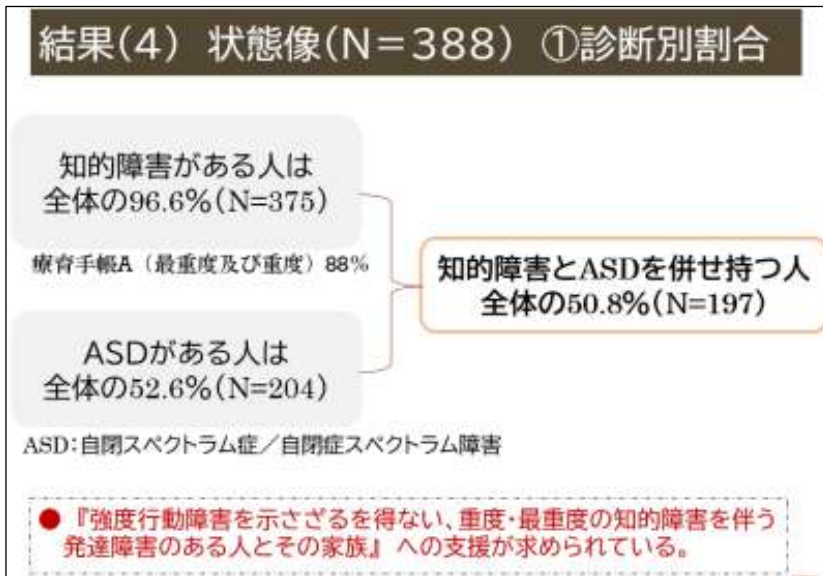 結果(4) 状態像(N＝388) ①診断別割合
知的障害がある人は
全体の96.6%(N=375)
療育手帳A（最重度及び重度）88%
知的障害とASDを併せ持つ人
全体の50.8%(N=197)
ASDがある人は
全体の52.6%(N=204)
ASD：自閉スペクトラム症／自閉症スペクトラム障害
● 『強度行動障害を示さざるを得ない、重度・最重度の知的障害を伴う
発達障害のある人とその家族』 への支援が求められている。